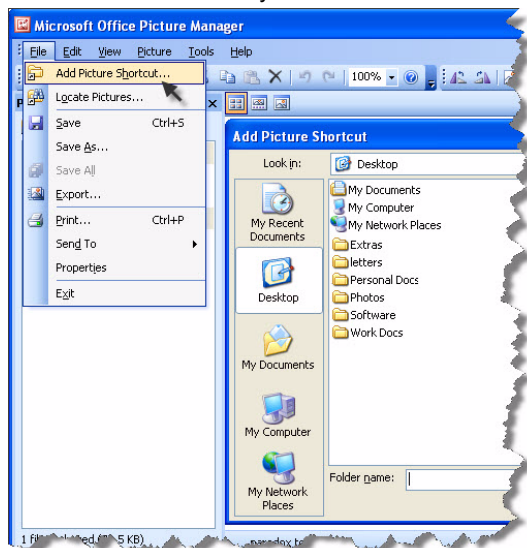 Microsoft Office Picture Manager
File Edit View Picture Tools Help
Add Picture Shortcut...
100%
Locate Pictures...
Save Ctrl+S
Save As...
Save All
Export...
Print... Ctrl+P
Send To
Properties
Exit
Add Picture Shortcut
Look in: Desktop
My Recent Documents
Desktop
My Documents
My Computer
My Network Places
My Documents
My Computer
My Network Places
Extras
letters
Personal Docs
Photos
Software
Work Docs
Folder name: